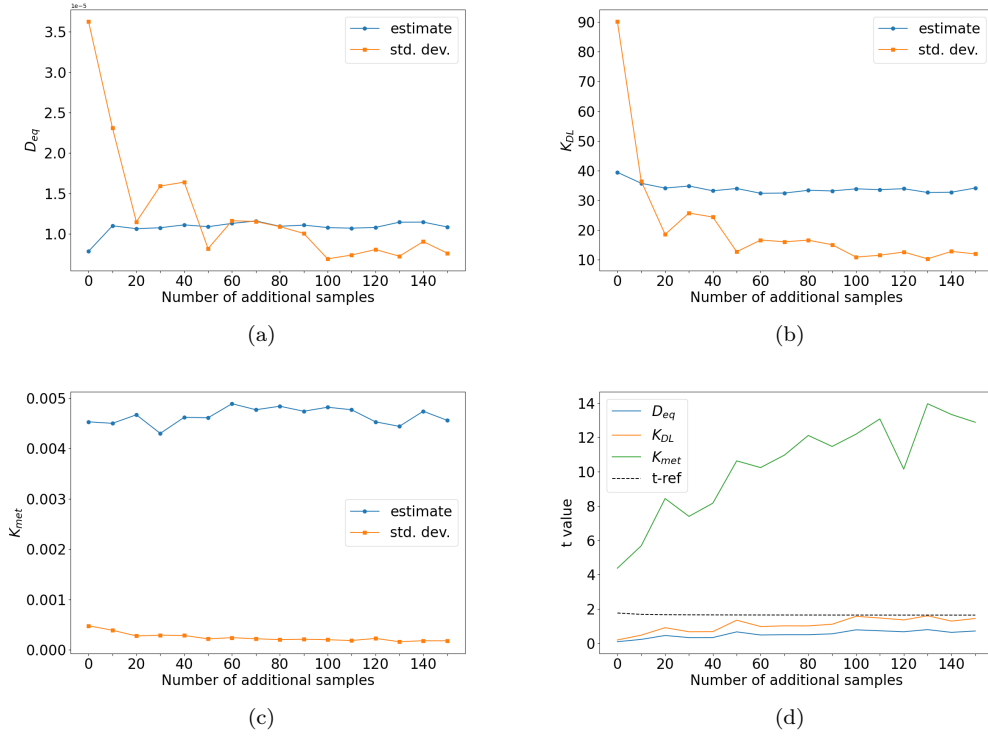 1e−5
3.5
3.0
2.5
2.0
1.5
1.0
D_eq
estimate
std. dev.
0 20 40 60 80 100 120 140
Number of additional samples
(a)
90
80
70
60
50
40
30
20
10
K_DL
estimate
std. dev.
0 20 40 60 80 100 120 140
Number of additional samples
(b)
0.005
0.004
0.003
0.002
0.001
0.000
K_met
estimate
std. dev.
0 20 40 60 80 100 120 140
Number of additional samples
(c)
14
12
10
8
6
4
2
0
t value
D_eq
K_DL
K_met
t-ref
0 20 40 60 80 100 120 140
Number of additional samples
(d)